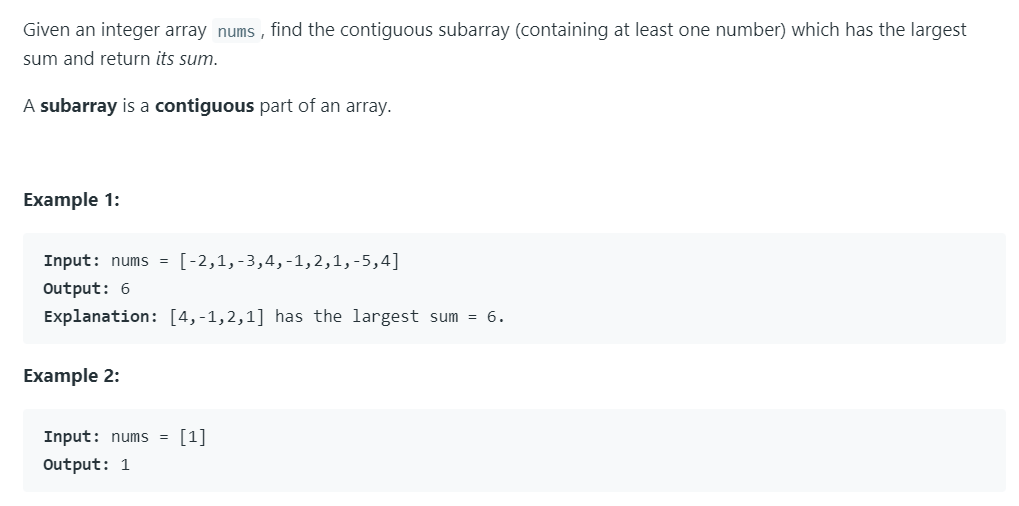 Given an integer array nums , find the contiguous subarray (containing at least one number) which has the largest
sum and return its sum.
A subarray is a contiguous part of an array.
Example 1:
Input: nums = [-2,1,-3,4,-1,2,1,-5,4]
Output: 6
Explanation: [4,-1,2,1] has the largest sum = 6.
Example 2:
Input: nums = [1]
Output: 1